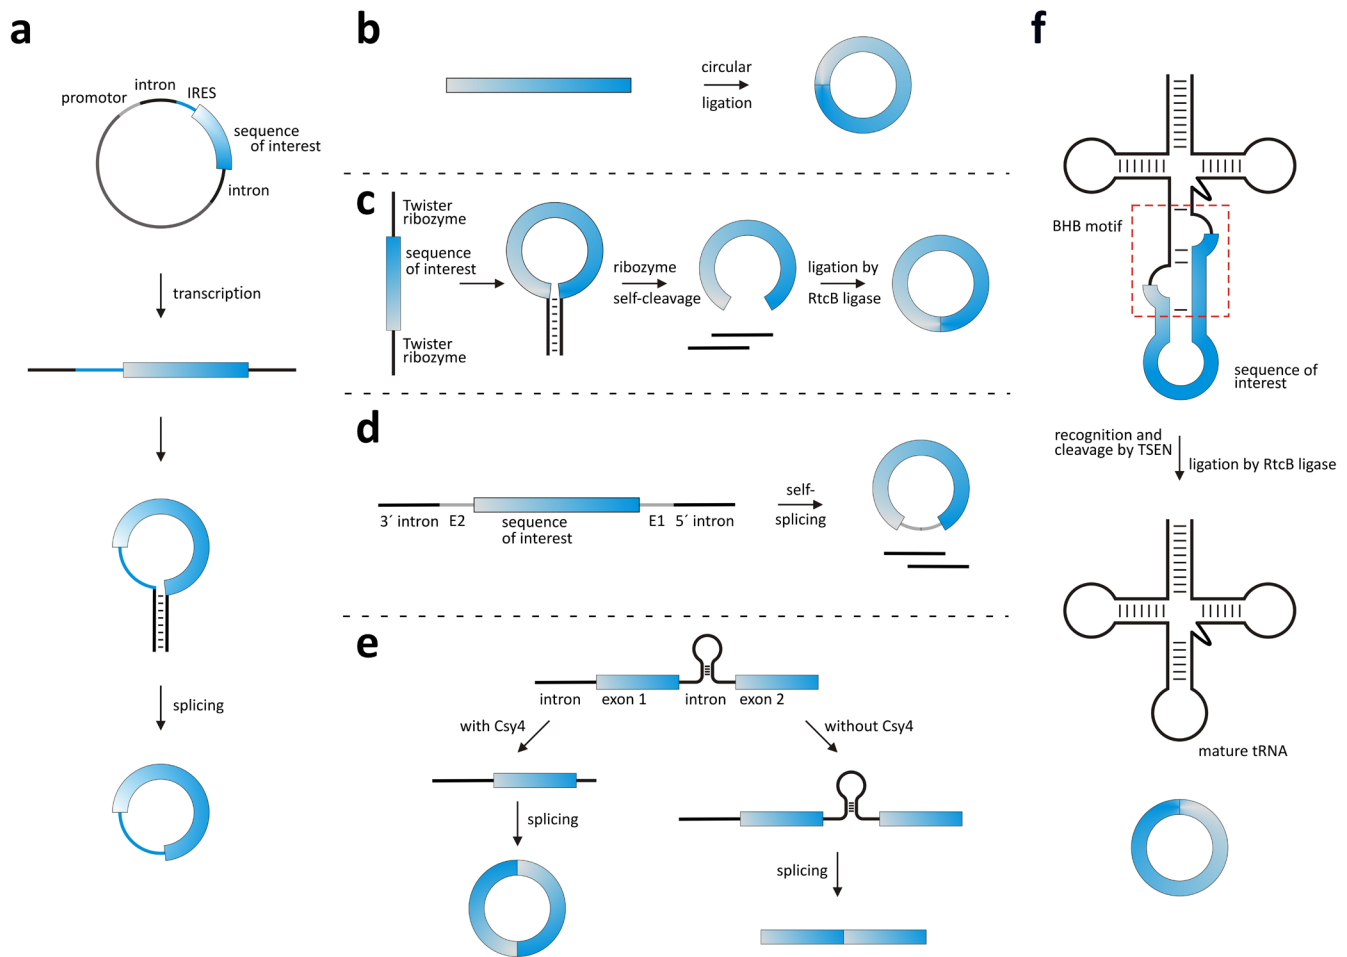 a
promotor
intron
IRES
sequence
of interest
intron
transcription
splicing
b
circular
ligation
c
Twister
ribozyme
sequence
of interest
Twister
ribozyme
ribozyme
self-cleavage
ligation by
RtcB ligase
d
3´ intron
E2
sequence
of interest
E1
5´ intron
self-
splicing
e
intron
exon 1
intron
exon 2
with Csy4
without Csy4
splicing
splicing
f
BHB motif
sequence of
interest
recognition and
cleavage by TSEN
ligation by RtcB ligase
mature tRNA